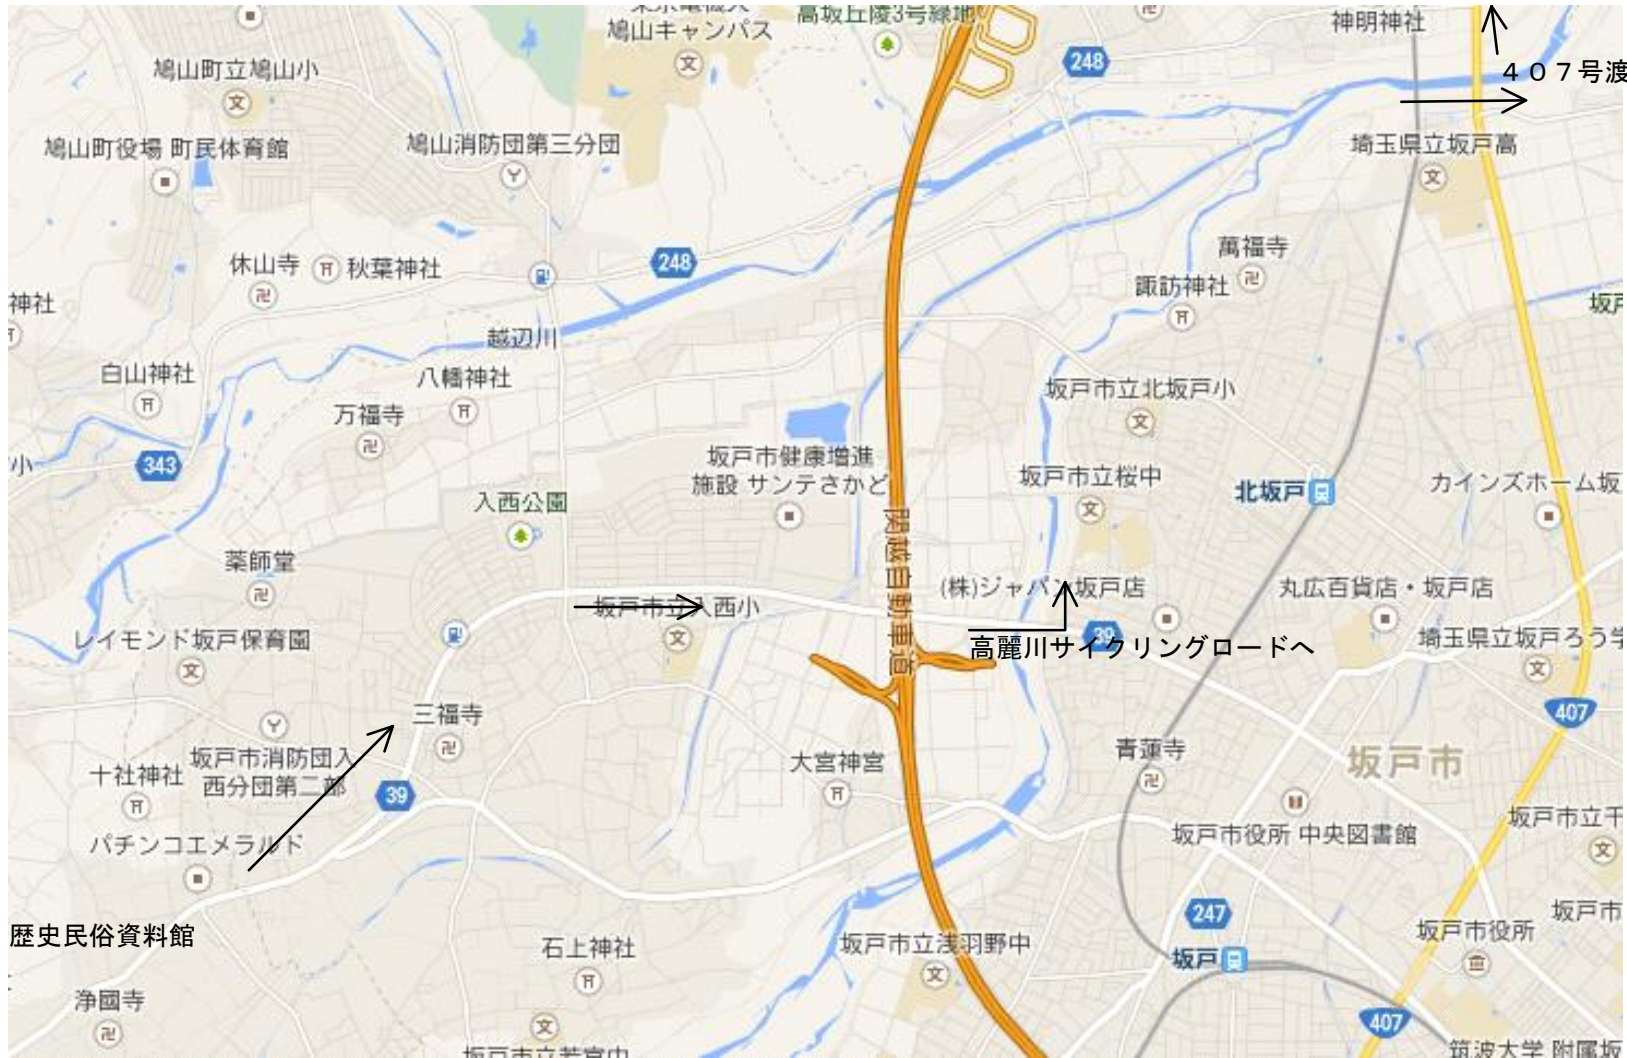 鳩山キャンパス
高坂丘陵3号緑地
神明神社
248
４０７号渡
鳩山町立鳩山小
鳩山町役場 町民体育館
鳩山消防団第三分団
埼玉県立坂戸高
休山寺
秋葉神社
248
萬福寺
諏訪神社
神社
坂戸
越辺川
白山神社
八幡神社
万福寺
坂戸市立北坂戸小
小
343
坂戸市健康増進
施設 サンテさかど
坂戸市立桜中
北坂戸
カインズホーム坂
入西公園
関越自動車道
薬師堂
(株)ジャパン坂戸店
丸広百貨店・坂戸店
坂戸市立入西小
レイモンド坂戸保育園
39
高麗川サイクリングロードへ
埼玉県立坂戸ろう学
三福寺
407
坂戸市消防団入
西分団第二部
十社神社
大宮神宮
青蓮寺
坂戸市
39
パチンコエメラルド
坂戸市役所 中央図書館
坂戸市立千
歴史民俗資料館
石上神社
坂戸市立浅羽野中
247
坂戸
坂戸市役所
坂戸市
浄國寺
407
坂戸市立若宮中
筑波大学 附属坂